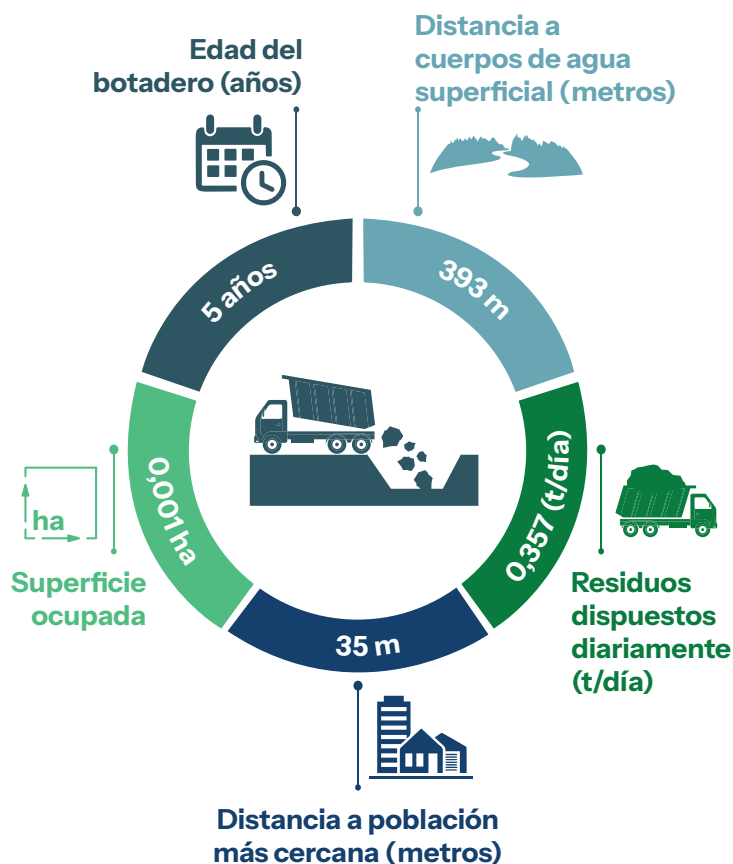 Edad del
botadero (años)
Distancia a
cuerpos de agua
superficial (metros)
5 años
393 m
0,001 ha
0,357 (t/día)
35 m
ha
Superficie
ocupada
Residuos
dispuestos
diariamente
(t/día)
Distancia a población
más cercana (metros)